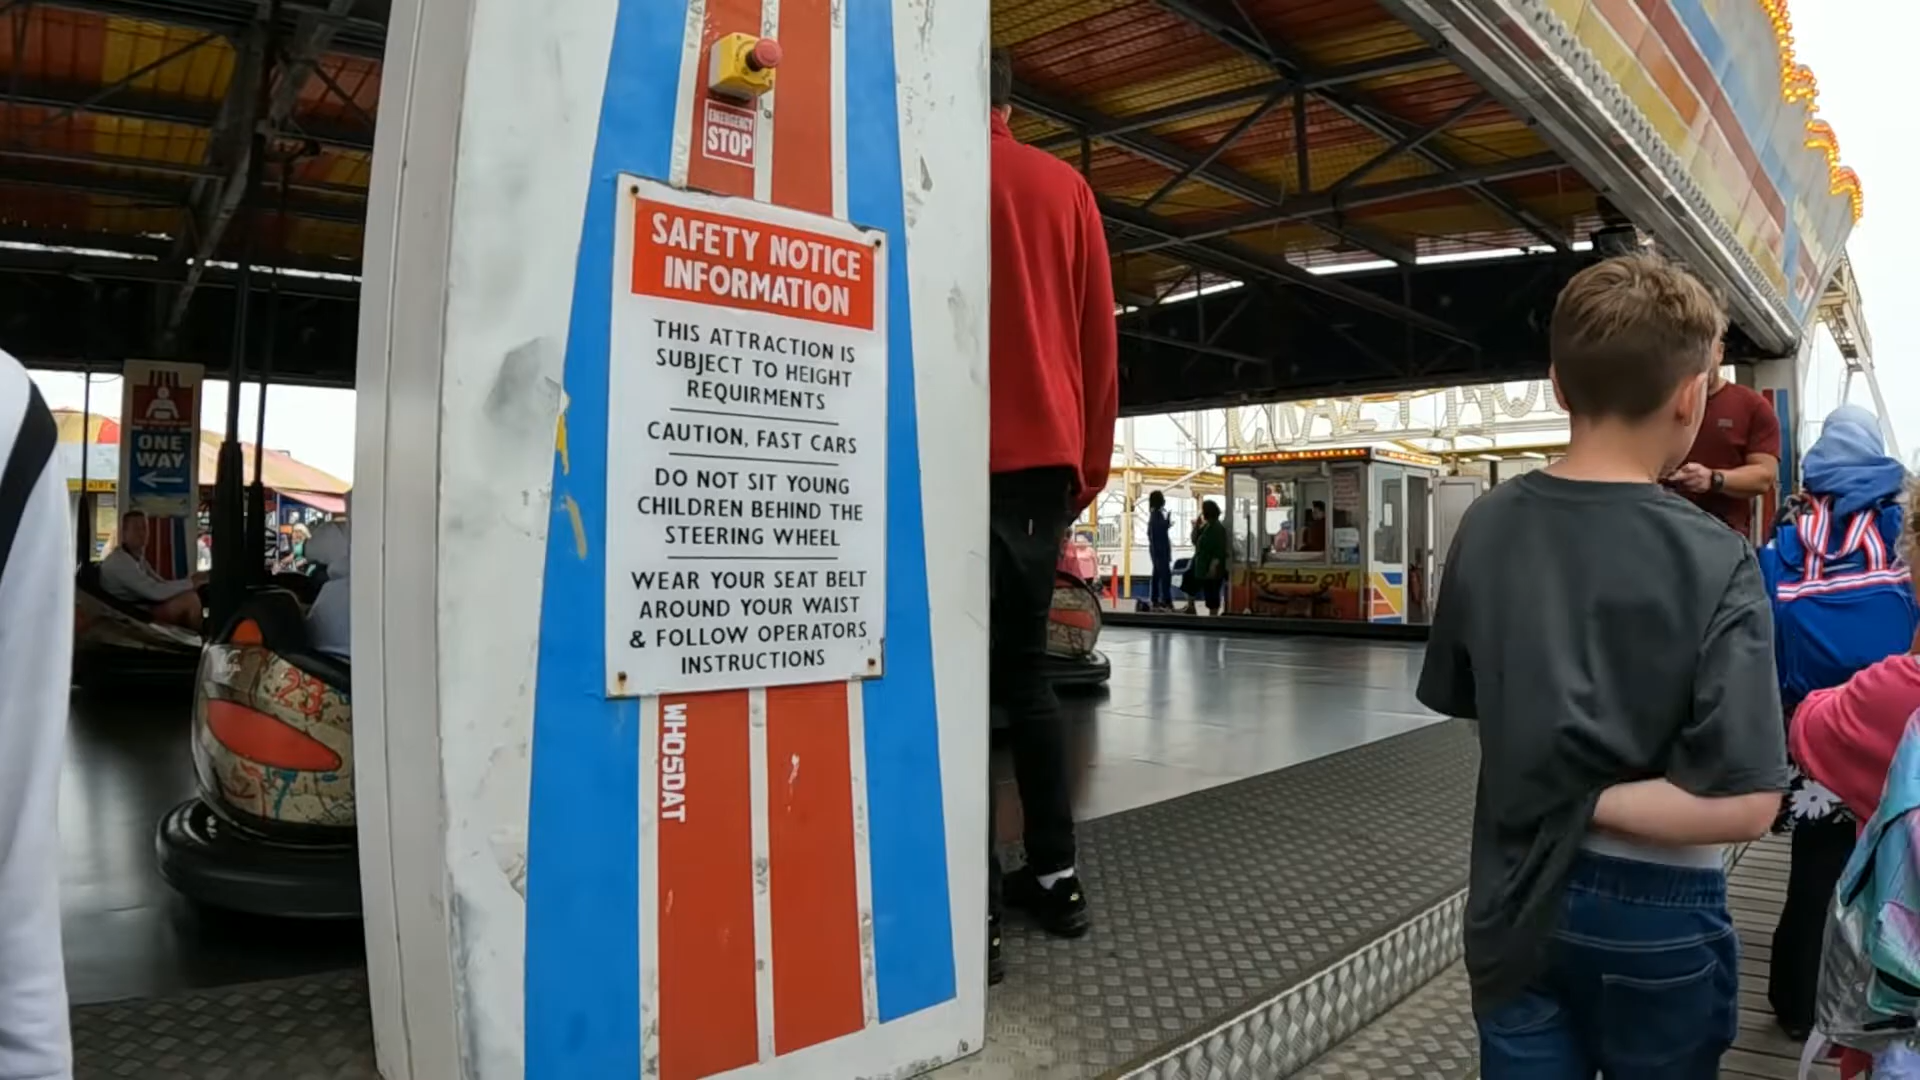 EMERGENCY
STOP
SAFETY NOTICE
INFORMATION
THIS ATTRACTION IS
SUBJECT TO HEIGHT
REQUIRMENTS
CAUTION, FAST CARS
DO NOT SIT YOUNG
CHILDREN BEHIND THE
STEERING WHEEL
WEAR YOUR SEAT BELT
AROUND YOUR WAIST
& FOLLOW OPERATORS
INSTRUCTIONS
WHOSDAT
ONE
WAY
23